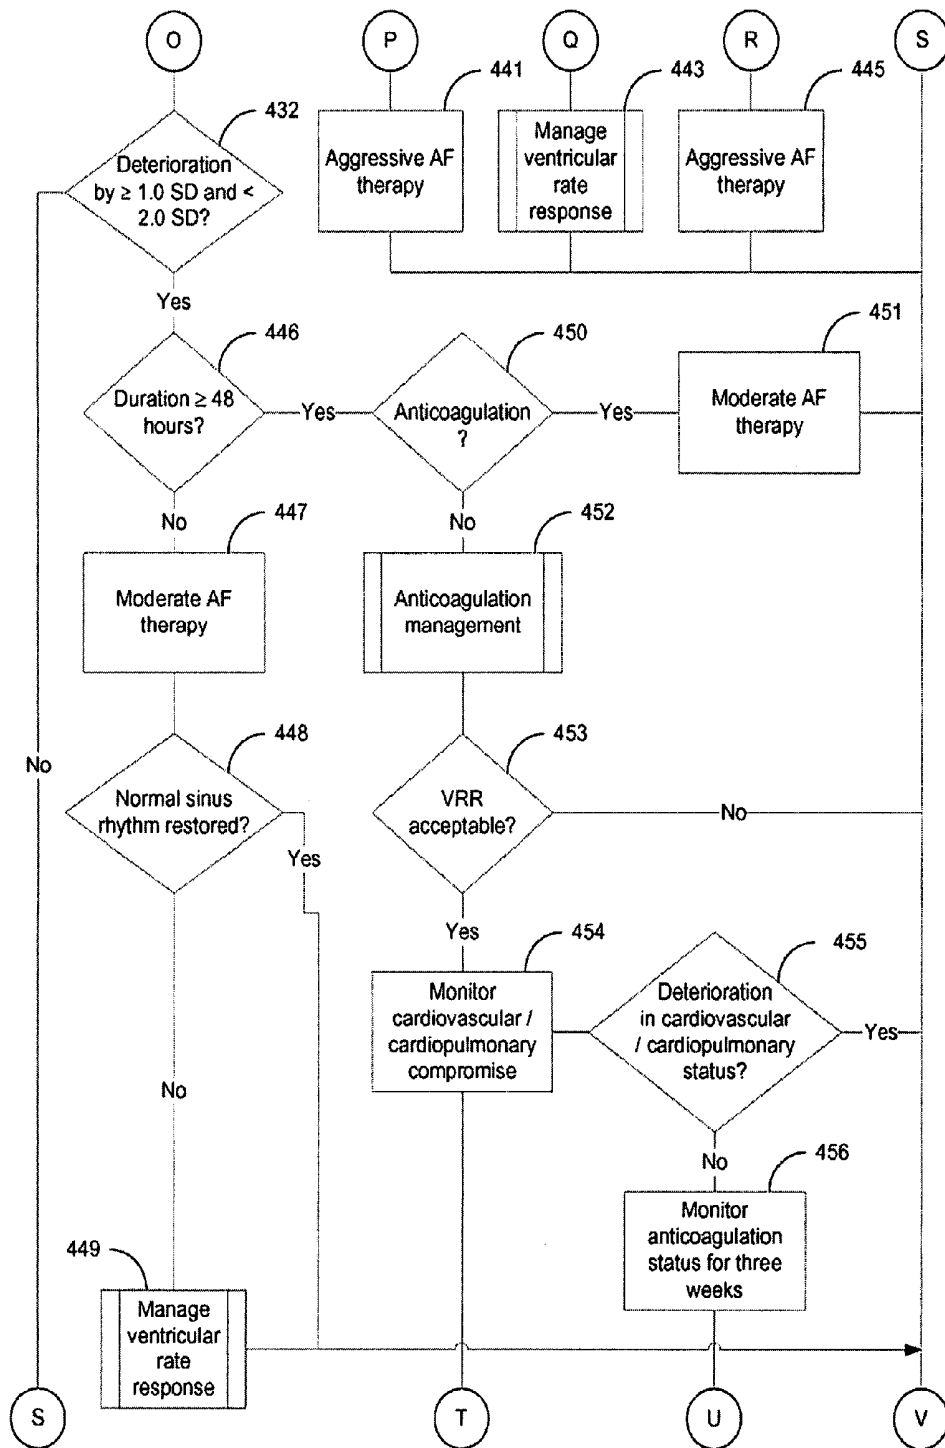 O
P
Q
R
S
432
441
443
445
Deterioration
by ≥ 1.0 SD and <
2.0 SD?
Aggressive AF
therapy
Manage
ventricular
rate
response
Aggressive AF
therapy
Yes
446
450
451
Duration ≥ 48
hours?
Yes
Anticoagulation
?
Yes
Moderate AF
therapy
No
447
No
452
Moderate AF
therapy
Anticoagulation
management
448
453
No
Normal sinus
rhythm restored?
Yes
VRR
acceptable?
No
Yes
454
455
Monitor
cardiovascular /
cardiopulmonary
compromise
Deterioration
in cardiovascular
/ cardiopulmonary
status?
Yes
No
No
456
Monitor
anticoagulation
status for three
weeks
449
Manage
ventricular
rate
response
S
T
U
V